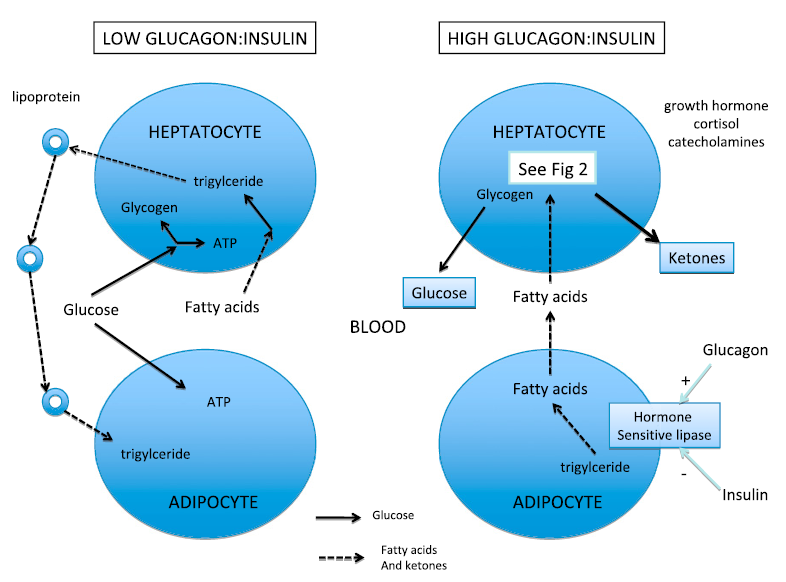 LOW GLUCAGON:INSULIN
HIGH GLUCAGON:INSULIN
lipoprotein
HEPTATOCYTE
trigylceride
Glycogen
ATP
Glucose
Fatty acids
ATP
trigylceride
ADIPOCYTE
BLOOD
growth hormone
cortisol
catecholamines
HEPTATOCYTE
See Fig 2
Glycogen
Glucose
Ketones
Fatty acids
Fatty acids
trigylceride
ADIPOCYTE
Glucagon
+
Hormone
Sensitive lipase
-
Insulin
Glucose
Fatty acids
And ketones